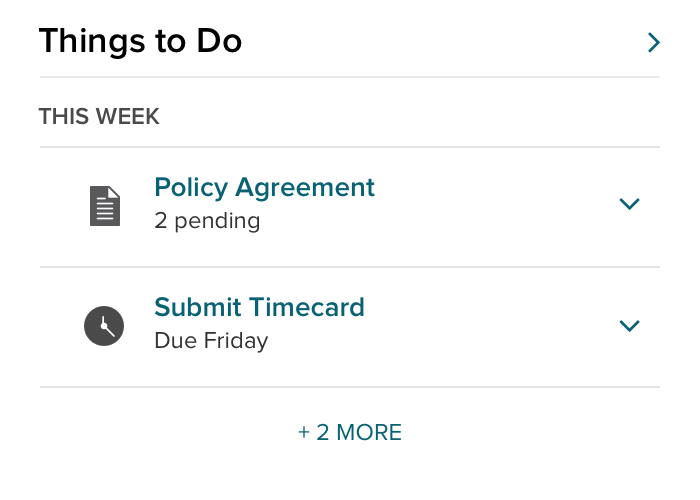 Things to Do
THIS WEEK
Policy Agreement
2 pending
Submit Timecard
Due Friday
+ 2 MORE